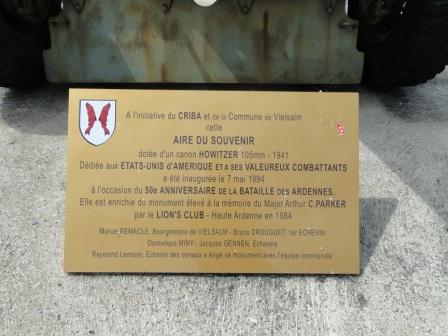 A l'initiative du CRIBA et de la Commune de Vielsalm
cette
AIRE DU SOUVENIR
dotée d'un canon HOWITZER 105mm - 1941
Dédiée aux ETATS-UNIS d'AMERIQUE ET A SES VALEUREUX COMBATTANTS
a été inaugurée le 7 mai 1994
à l'occasion du 50e ANNIVERSAIRE DE LA BATAILLE DES ARDENNES.
Elle est enrichie du monument élevé à la mémoire du Major Arthur C.PARKER
par le LION'S CLUB - Haute Ardenne en 1984
Marcel REMACLE, Bourgmestre de VIELSALM - Bruno DROUGUET, 1er ECHEVIN
Dominique MINY - Jacques GENNEN, Echevins
Raymond Lemaire, Echevin des travaux a érigé ce monument avec l'équipe communale